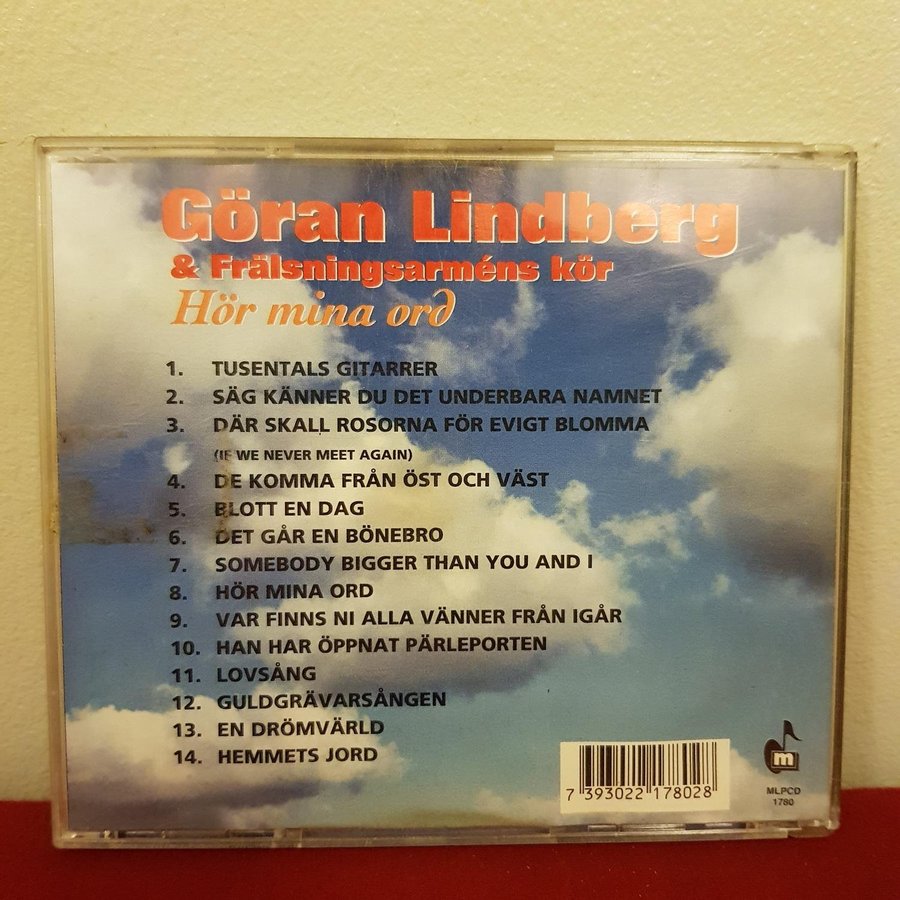 Göran Lindberg
& Frälsningsarméns kör
Hör mina ord
1. TUSENTALS GITARRER
2. SÄG KÄNNER DU DET UNDERBARA NAMNET
3. DÄR SKALL ROSORNA FÖR EVIGT BLOMMA
(IF WE NEVER MEET AGAIN)
4. DE KOMMA FRÅN ÖST OCH VÄST
5. BLOTT EN DAG
6. DET GÅR EN BÖNEBRO
7. SOMEBODY BIGGER THAN YOU AND I
8. HÖR MINA ORD
9. VAR FINNS NI ALLA VÄNNER FRÅN IGÅR
10. HAN HAR ÖPPNAT PÄRLEPORTEN
11. LOVSÅNG
12. GULDGRÄVARSÅNGEN
13. EN DRÖMVÄRLD
14. HEMMETS JORD
7 393022 178028
m
MLPCD
1780